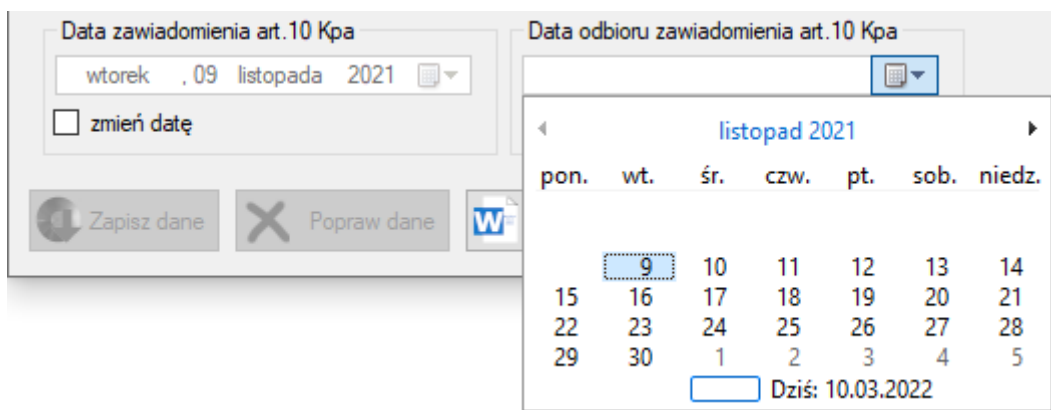 Data zawiadomienia art.10 Kpa
wtorek , 09 listopada 2021
zmień datę
Zapisz dane
Popraw dane
W
Data odbioru zawiadomienia art.10 Kpa
listopad 2021
pon. wt. śr. czw. pt. sob. niedz.
9 10 11 12 13 14
15 16 17 18 19 20 21
22 23 24 25 26 27 28
29 30 1 2 3 4 5
Dziś: 10.03.2022